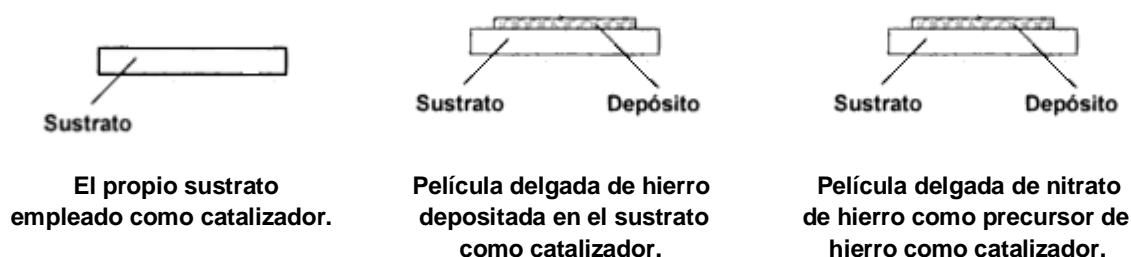 Sustrato
Sustrato
Depósito
Sustrato
Depósito
El propio sustrato
empleado como catalizador.
Película delgada de hierro
depositada en el sustrato
como catalizador.
Película delgada de nitrato
de hierro como precursor de
hierro como catalizador.